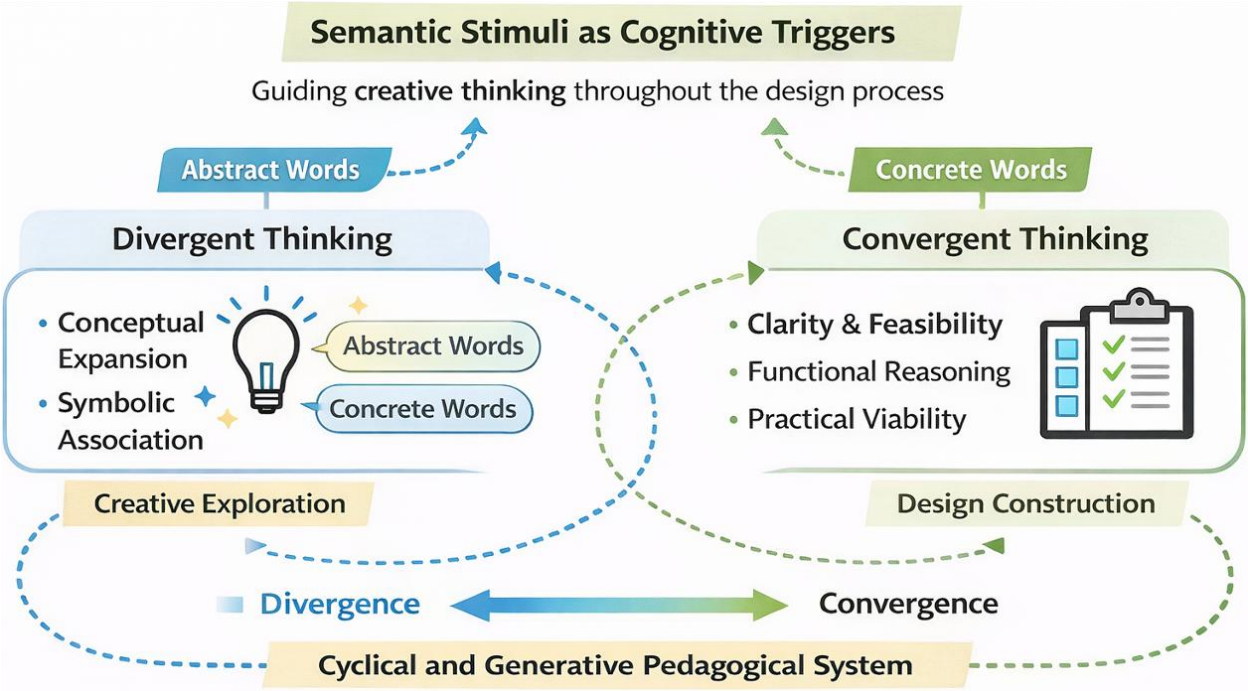 Semantic Stimuli as Cognitive Triggers
Guiding creative thinking throughout the design process
Abstract Words
Concrete Words
Divergent Thinking
Convergent Thinking
• Conceptual
Expansion
• Symbolic
Association
Abstract Words
Concrete Words
• Clarity & Feasibility
• Functional Reasoning
• Practical Viability
Creative Exploration
Design Construction
Divergence
Convergence
Cyclical and Generative Pedagogical System